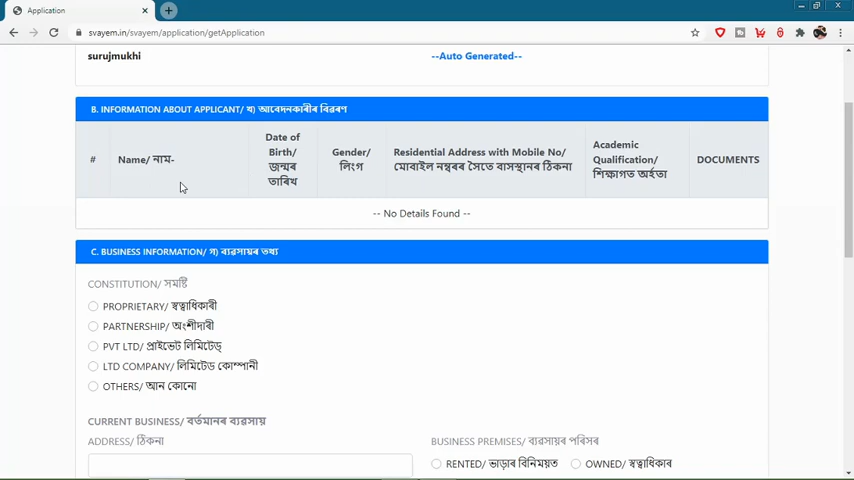 Application
svayem.in/svayem/application/getApplication
surujmukhi
--Auto Generated--
B. INFORMATION ABOUT APPLICANT/ খ) আবেদনকাৰীৰ বিৱৰণ
#
Name/ নাম-
Date of
Birth/
জন্মৰ
তাৰিখ
Gender/
লিংগ
Residential Address with Mobile No/
মোবাইল নম্বৰৰ সৈতে বাসস্থানৰ ঠিকনা
Academic
Qualification/
শিক্ষাগত অৰ্হতা
DOCUMENTS
-- No Details Found --
C. BUSINESS INFORMATION/ গ) ব্যৱসায়ৰ তথ্য
CONSTITUTION/ সমষ্টি
PROPRIETARY/ স্বত্বাধিকাৰী
PARTNERSHIP/ অংশীদাৰী
PVT LTD/ প্ৰাইভেট লিমিটেড্
LTD COMPANY/ লিমিটেড কোম্পানী
OTHERS/ আন কোনো
CURRENT BUSINESS/ বৰ্তমানৰ ব্যৱসায়
ADDRESS/ ঠিকনা
BUSINESS PREMISES/ ব্যৱসায়ৰ পৰিসৰ
RENTED/ ভাড়াৰ বিনিময়ত
OWNED/ স্বত্বাধিকাৰ